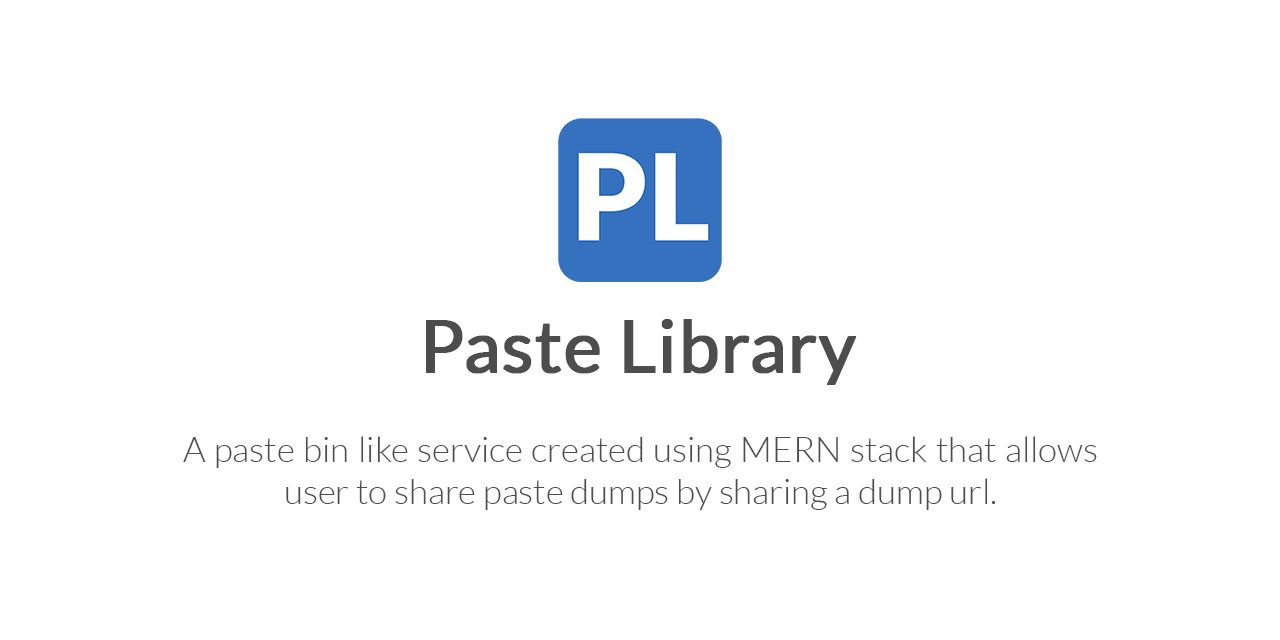 PL
Paste Library
A paste bin like service created using MERN stack that allows
user to share paste dumps by sharing a dump url.